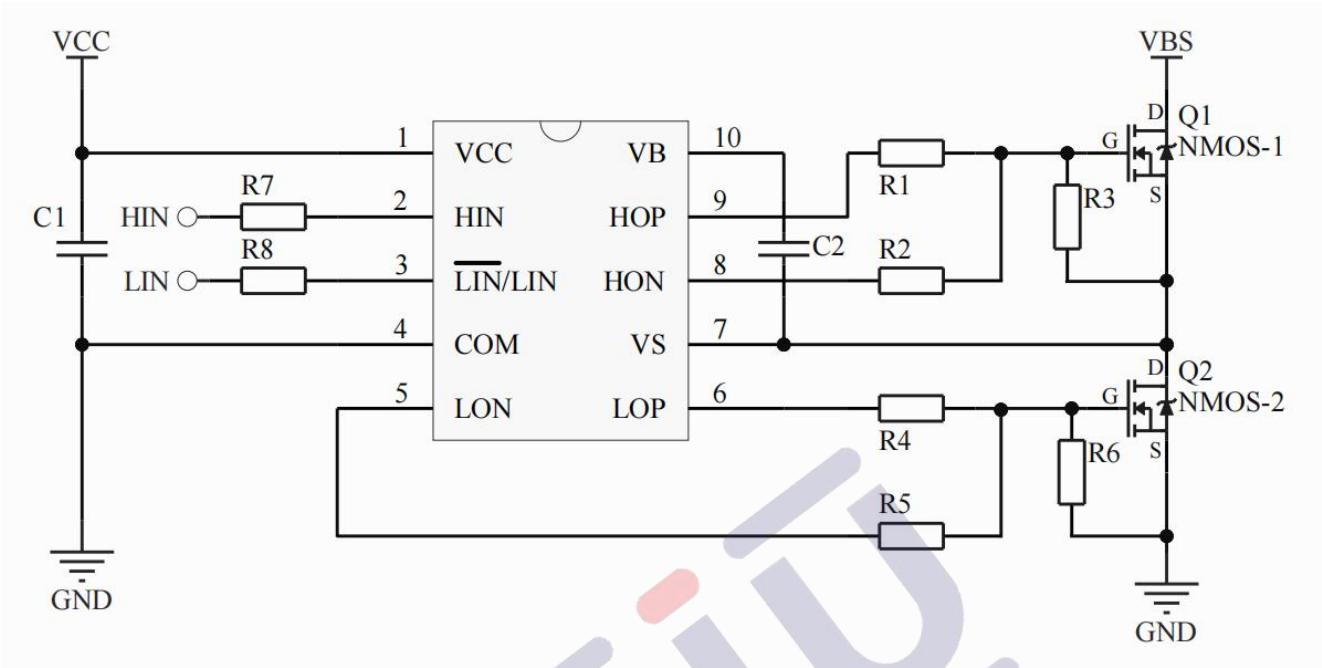 VCC
VBS
D
Q1
1
10
G
NMOS-1
VCC
VB
R7
R1
S
2
9
R3
C1
HIN
HIN
HOP
R8
C2
R2
3
8
LIN
LIN/LIN
HON
4
7
COM
VS
D
Q2
5
6
G
NMOS-2
LON
LOP
R4
S
R6
R5
GND
GND